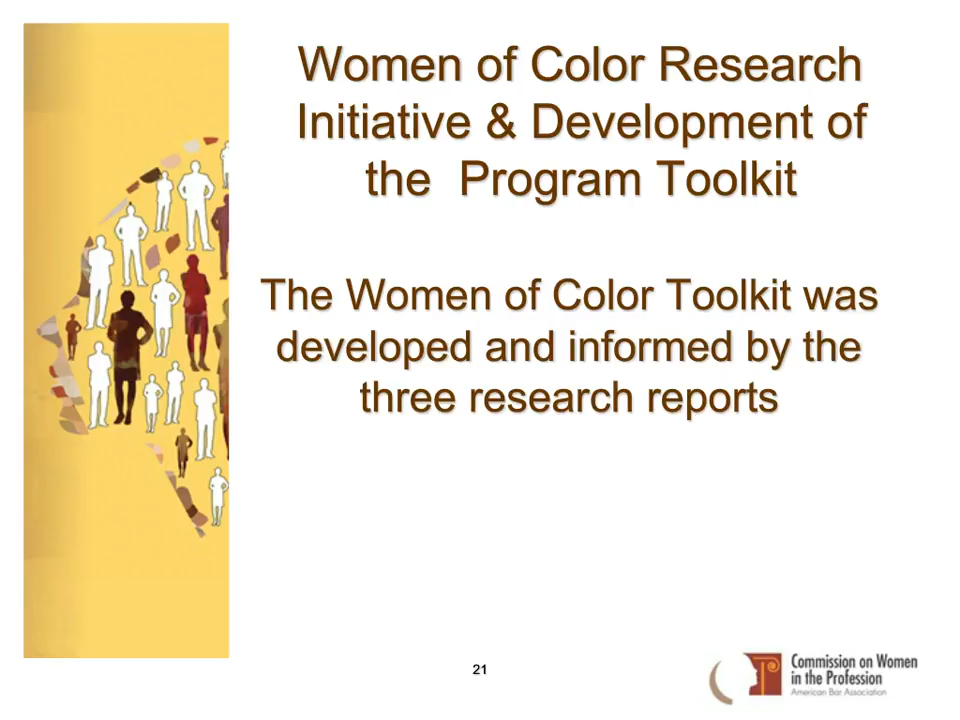 Women of Color Research
Initiative & Development of
the Program Toolkit
The Women of Color Toolkit was
developed and informed by the
three research reports
21
Commission on Women
in the Profession
American Bar Association